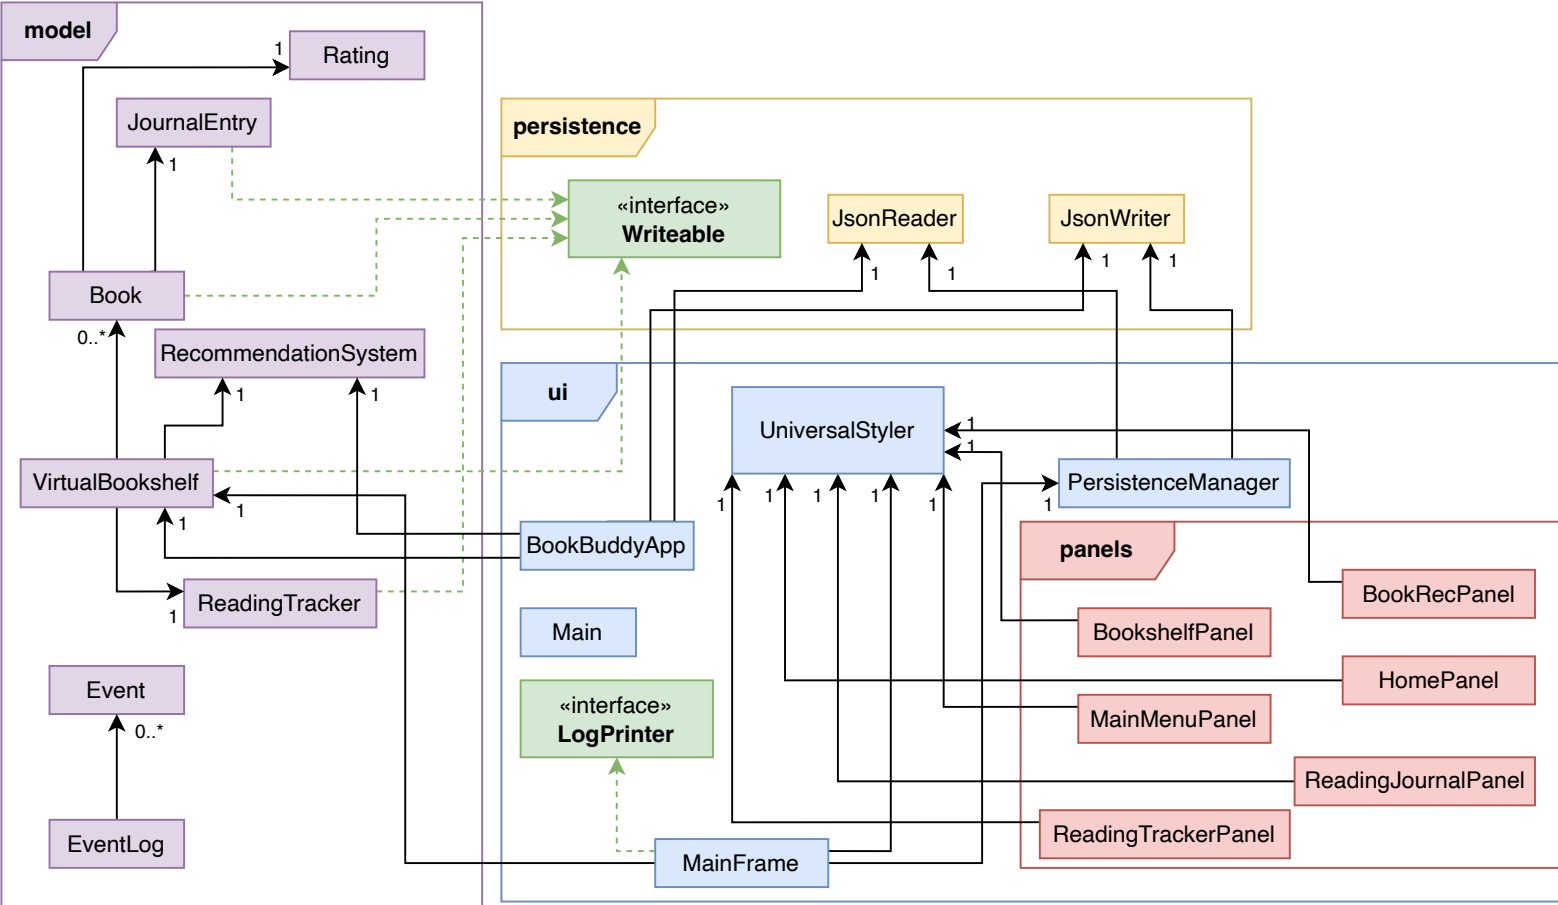 model
1
Rating
JournalEntry
1
persistence
«interface»
Writeable
JsonReader
JsonWriter
1
1
1
1
Book
0..*
RecommendationSystem
1
1
ui
UniversalStyler
1
1
VirtualBookshelf
PersistenceManager
1
1
1
1
1
1
1
1
BookBuddyApp
panels
ReadingTracker
1
BookRecPanel
Main
BookshelfPanel
Event
0..*
HomePanel
«interface»
LogPrinter
MainMenuPanel
ReadingJournalPanel
EventLog
ReadingTrackerPanel
MainFrame